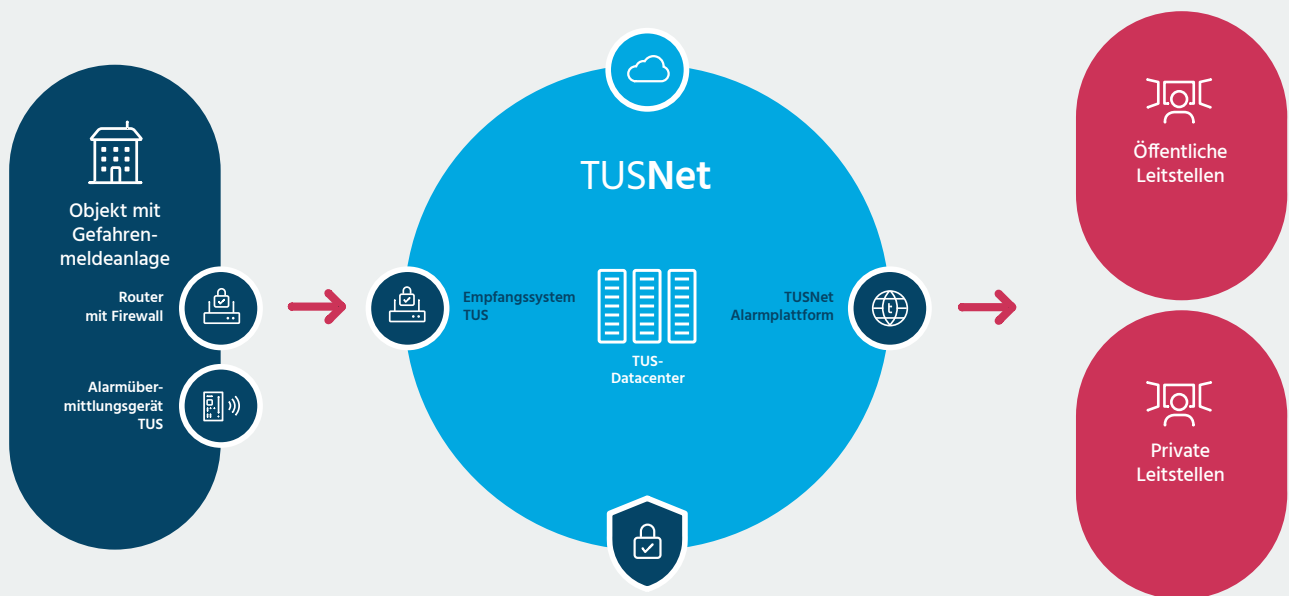 Objekt mit
Gefahren-
meldeanlage
Router
mit Firewall
Alarmüber-
mittlungsgerät
TUS
TUSNet
Empfangssystem
TUS
TUS-
Datacenter
TUSNet
Alarmplattform
t
Öffentliche
Leitstellen
Private
Leitstellen